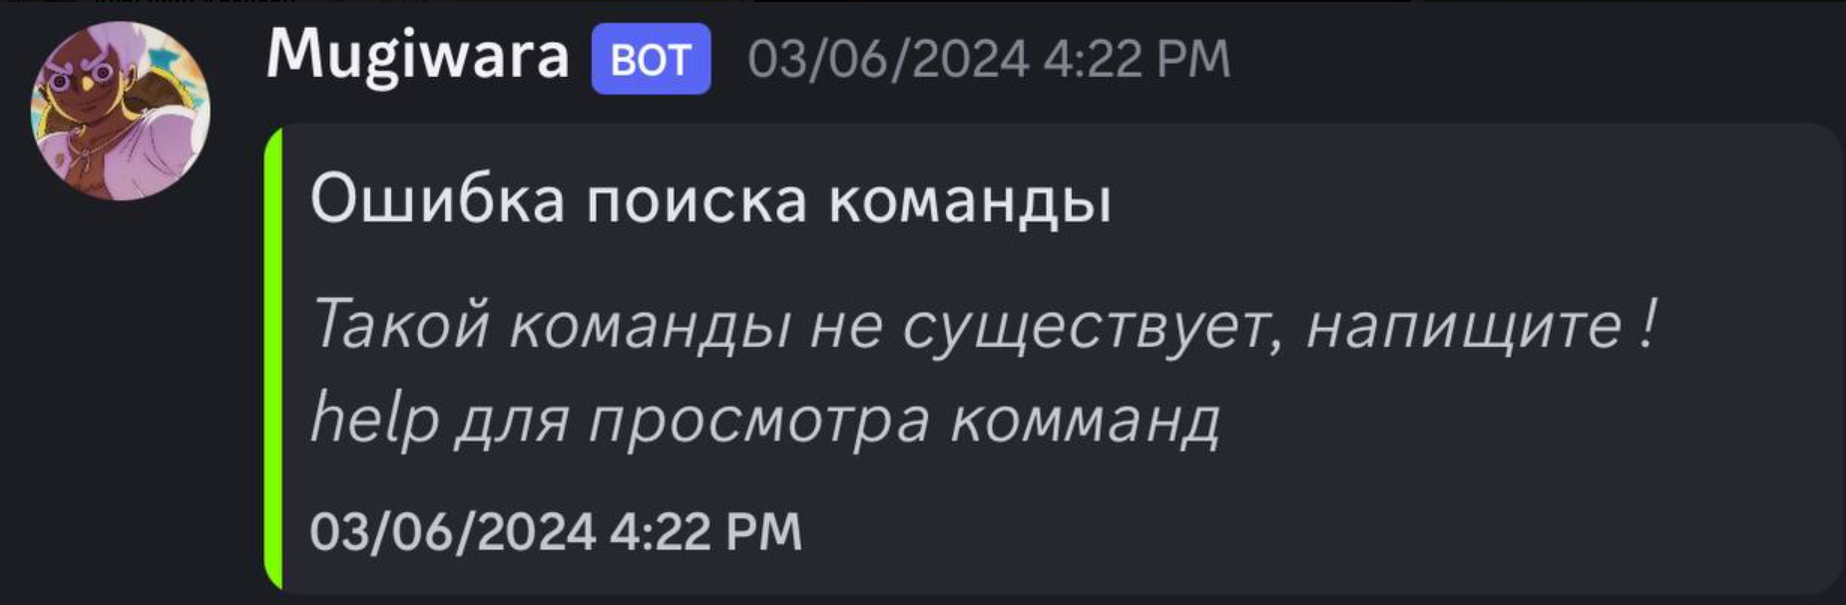 Mugiwara BOT 03/06/2024 4:22 PM
Ошибка поиска команды
Такой команды не существует, напищите !
help для просмотра комманд
03/06/2024 4:22 PM